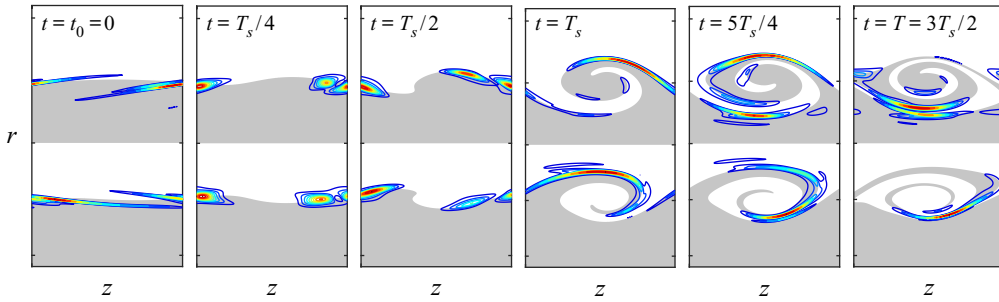 t = t₀ = 0
t = Tₛ/4
t = Tₛ/2
t = Tₛ
t = 5Tₛ/4
t = T = 3Tₛ/2
r
z z z z z z